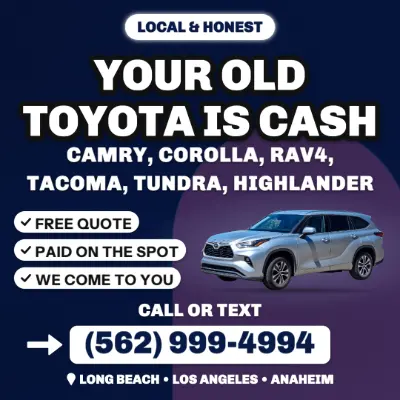 LOCAL & HONEST
YOUR OLD
TOYOTA IS CASH
CAMRY, COROLLA, RAV4,
TACOMA, TUNDRA, HIGHLANDER
✓ FREE QUOTE
✓ PAID ON THE SPOT
✓ WE COME TO YOU
CALL OR TEXT
→ (562) 999-4994
LONG BEACH • LOS ANGELES • ANAHEIM